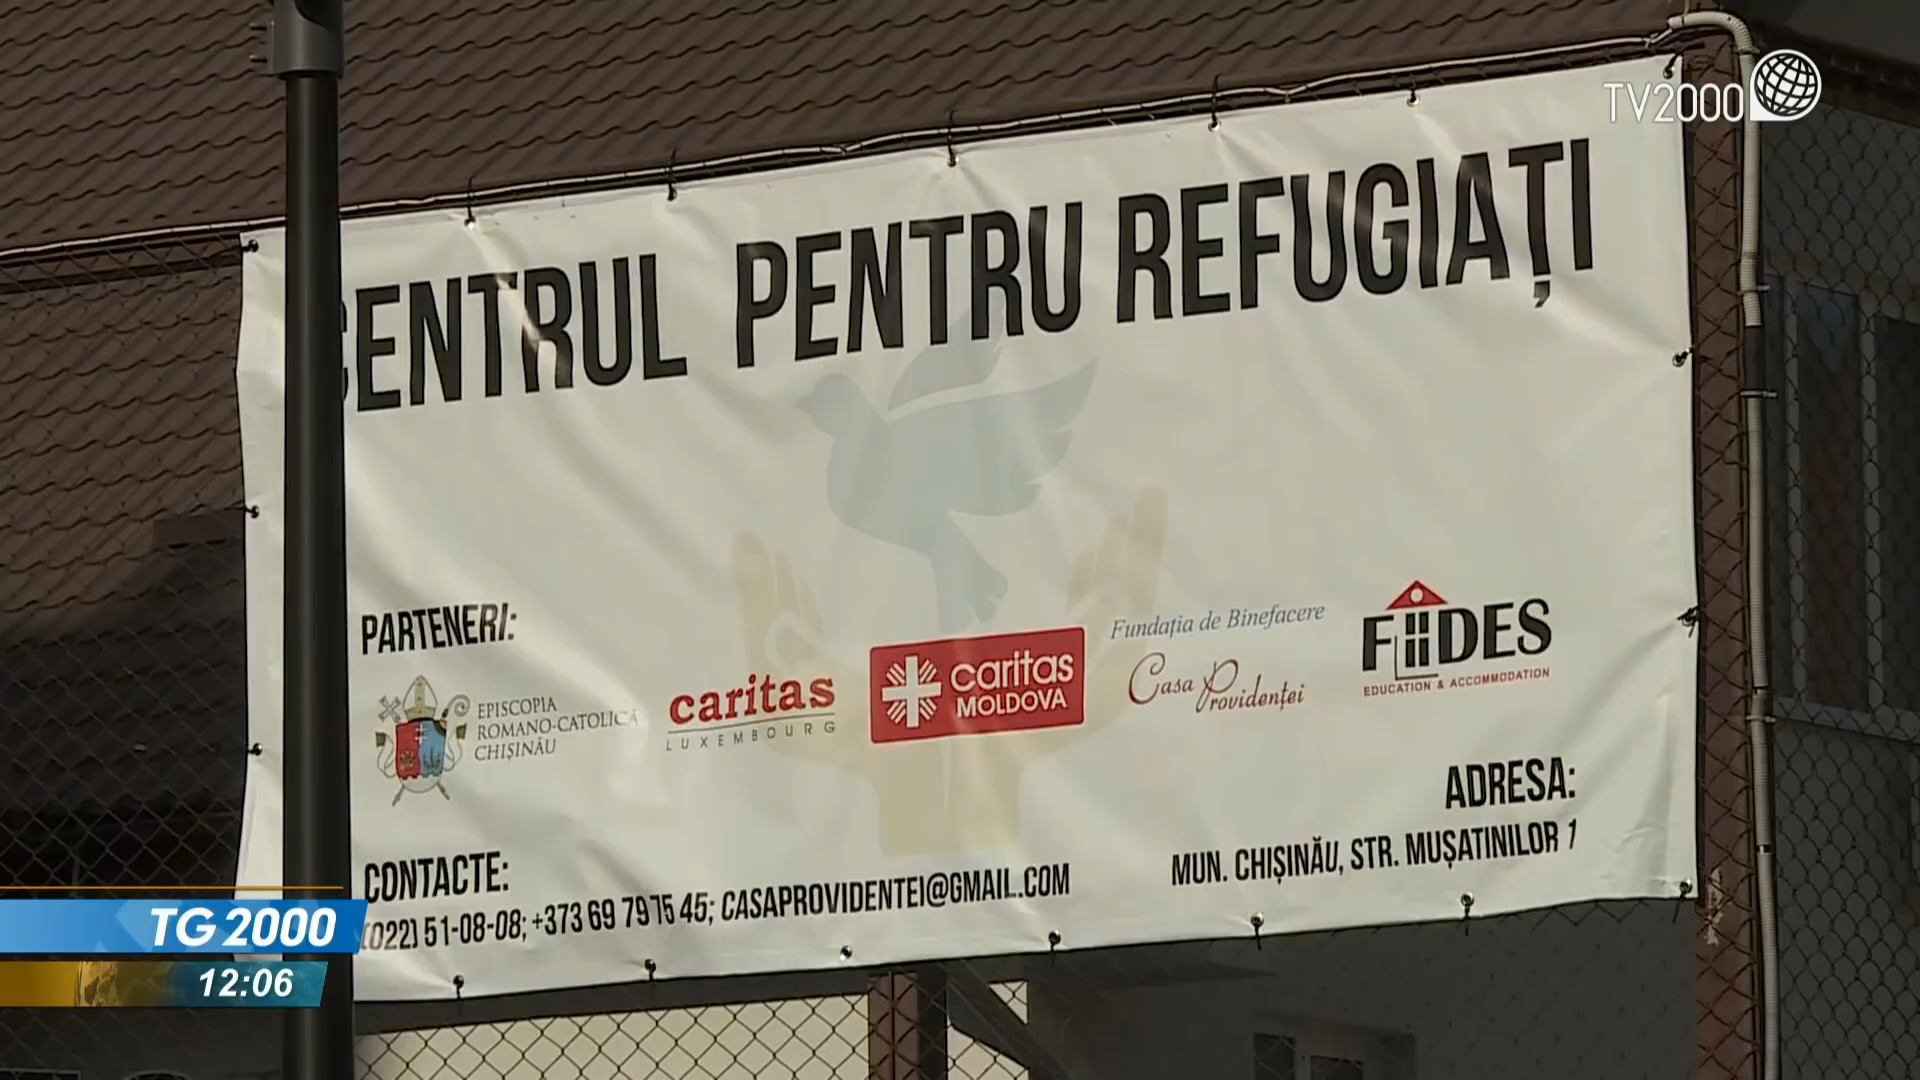 TV2000
CENTRUL PENTRU REFUGIAȚI
PARTENERI:
EPISCOPIA
ROMANO-CATOLICĂ
CHIȘINĂU
caritas
LUXEMBOURG
caritas
MOLDOVA
Fundația de Binefacere
Casa Providenței
FIIDES
EDUCATION & ACCOMMODATION
ADRESA:
MUN. CHIȘINĂU, STR. MUȘATINILOR 1
CONTACTE:
(022) 51-08-08; +373 69 79 75 45; CASAPROVIDENTEI@GMAIL.COM
TG 2000
12:06